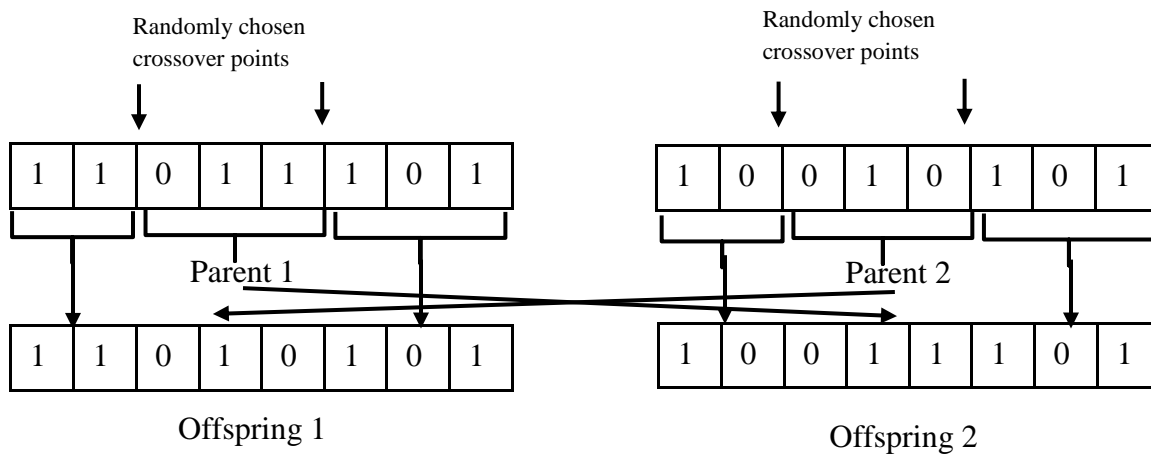 Randomly chosen
crossover points
Randomly chosen
crossover points
1 1 0 1 1 1 0 1
1 0 0 1 0 1 0 1
Parent 1
Parent 2
1 1 0 1 0 1 0 1
1 0 0 1 1 1 0 1
Offspring 1
Offspring 2